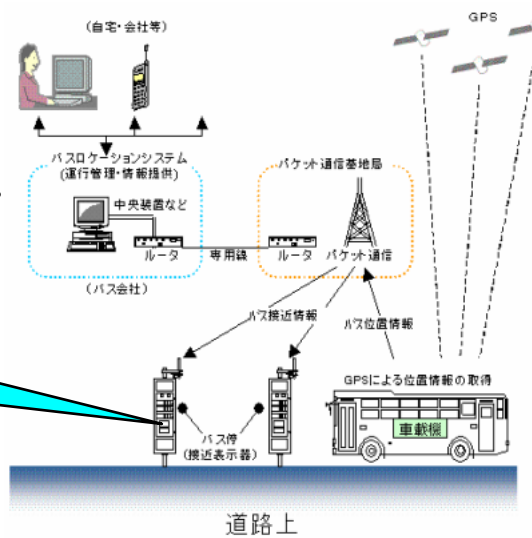 (自宅・会社等)
GPS
バスロケーションシステム
(運行管理・情報提供)
パケット通信基地局
中央装置など
ルータ
専用線
ルータ
パケット通信
(バス会社)
バス接近情報
バス位置情報
GPSによる位置情報の取得
車載機
バス停
(接近表示器)
道路上